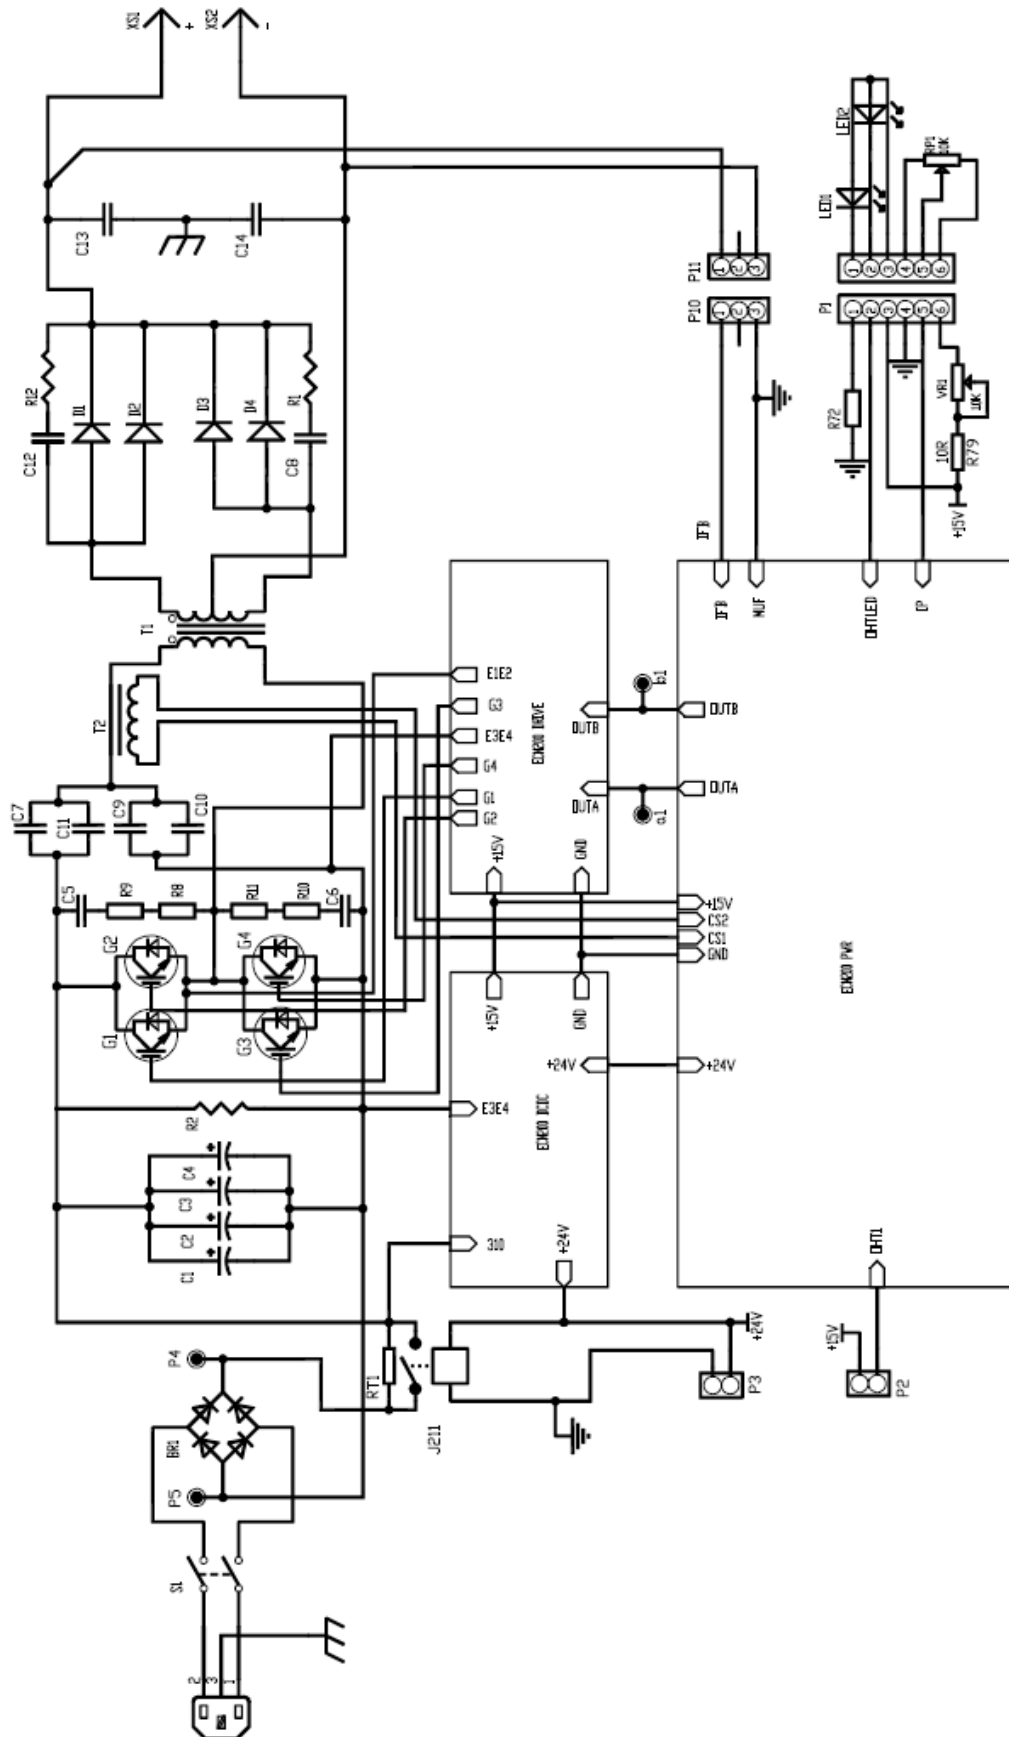 XS1
+
XS2
-
C13
C14
R12
C12
D1
D2
D3
D4
R1
C8
T1
T2
C7
C11
C9
C10
C5
R9
R8
R11
R10
C6
G2
G4
G1
G3
R2
C4
C3
C2
C1
P4
BR1
P5
S1
2
3
1
RT1
J211
P11
1
2
3
P10
1
2
3
IFB
LED2
LED1
RP1
10K
1
2
3
4
5
6
P1
1
2
3
4
5
6
R72
VR1
10K
10R
R79
+15V
E1E2
G3
E3E4
G4
G1
G2
OUTB
OUTA
+15V
GND
b1
a1
IFB
MUF
OHTLED
IP
OUTB
OUTA
+15V
CS2
CS1
GND
+24V
OHT1
+15V
GND
+24V
E3E4
310
+24V
+24V
P3
+15V
P2